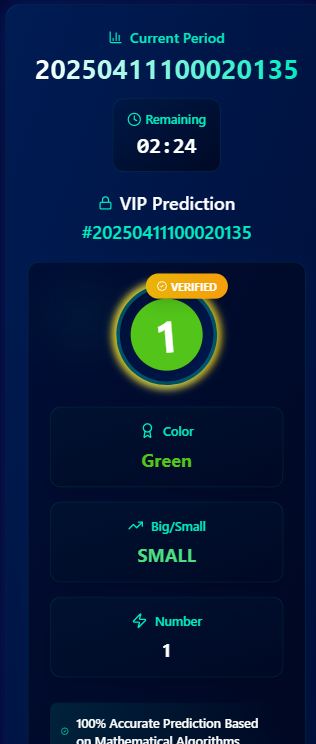 Current Period
20250411100020135
Remaining
02:24
VIP Prediction
#20250411100020135
VERIFIED
1
Color
Green
Big/Small
SMALL
Number
1
100% Accurate Prediction Based
on Mathematical Algorithms